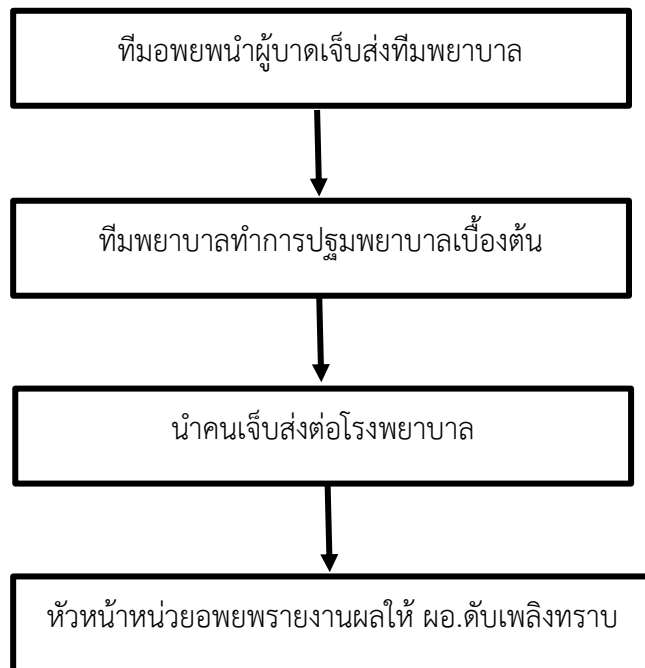 ทีมอพยพนำผู้บาดเจ็บส่งทีมพยาบาล
ทีมพยาบาลทำการปฐมพยาบาลเบื้องต้น
นำคนเจ็บส่งต่อโรงพยาบาล
หัวหน้าหน่วยอพยพรายงานผลให้ ผอ.ดับเพลิงทราบ